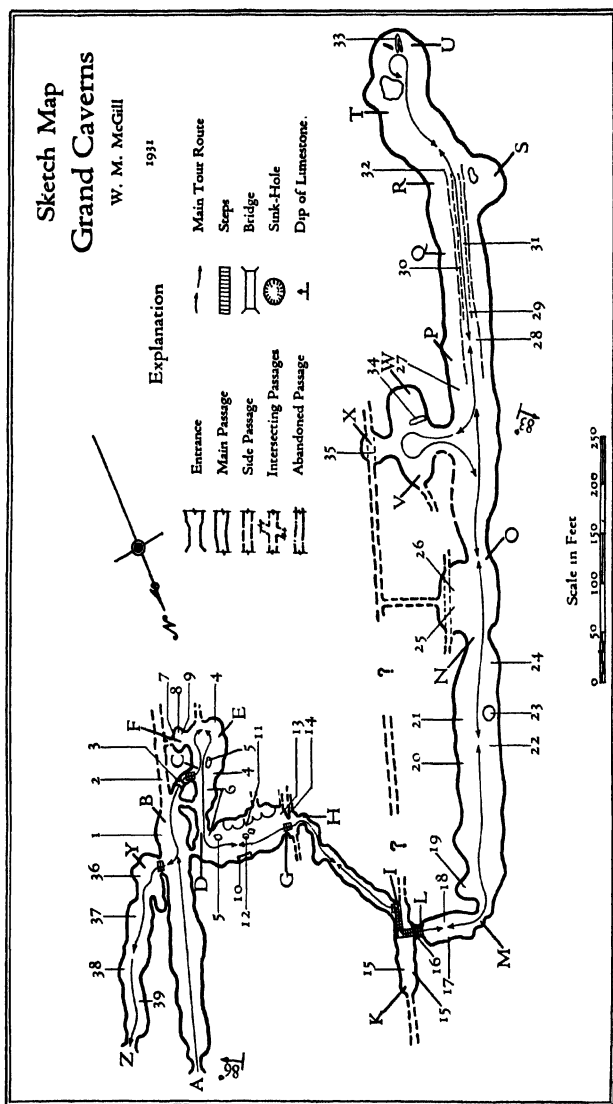 Sketch Map
Grand Caverns
W. M. McGill
1931
Explanation
Entrance
Main Passage
Side Passage
Intersecting Passages
Abandoned Passage
Main Tour Route
Steps
Bridge
Sink-Hole
Dip of Limestone.
N
Z
39
38
37
36
Y
A
1
B
2
3
C
F
7
8
9
4
E
5
4
6
11
D
5
10
12
G
13
14
H
I
L
K
15
15
16
17
18
M
19
20
21
22
23
24
?
?
N
25
26
O
V
35
X
34
W
27
P
28
29
30
Q
31
R
32
S
T
U
33
0 50 100 150 200 250
Scale in Feet